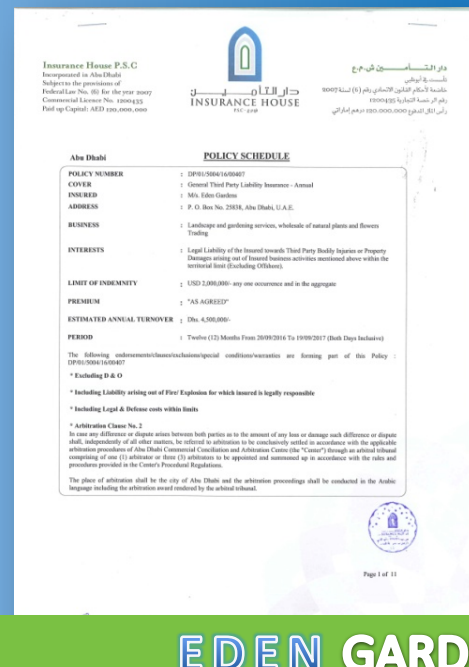 Insurance House P.S.C
Incorporated in Abu Dhabi
Subject to the provisions of
Federal Law No. (6) for the year 2007
Commercial Licence No. 1200435
Paid up Capital: AED 120,000,000
دار التأمين
INSURANCE HOUSE
PSC - ش.م.ع
دار التـــأمـــــين ش.م.ع
تأسست في أبوظبي
خاضعة لأحكام القانون الاتحادي رقم (6) لسنة 2007
رقم الرخصة التجارية 1200435
رأس المال المدفوع 120.000.000 درهم إماراتي
Abu Dhabi
POLICY SCHEDULE
POLICY NUMBER : DP/01/5004/16/00407
COVER : General Third Party Liability Insurance - Annual
INSURED : M/s. Eden Gardens
ADDRESS : P. O. Box No. 25838, Abu Dhabi, U.A.E.
BUSINESS : Landscape and gardening services, wholesale of natural plants and flowers
Trading
INTERESTS : Legal Liability of the Insured towards Third Party Bodily Injuries or Property
Damages arising out of Insured business activities mentioned above within the
territorial limit (Excluding Offshore).
LIMIT OF INDEMNITY : USD 2,000,000/- any one occurrence and in the aggregate
PREMIUM : "AS AGREED"
ESTIMATED ANNUAL TURNOVER : Dhs. 4,500,000/-
PERIOD : Twelve (12) Months From 20/09/2016 To 19/09/2017 (Both Days Inclusive)
The following endorsements/clauses/exclusions/special conditions/warranties are forming part of this Policy :
DP/01/5004/16/00407
* Excluding D & O
* Including Liability arising out of Fire/ Explosion for which insured is legally responsible
* Including Legal & Defense costs within limits
* Arbitration Clause No. 2
In case any difference or dispute arises between both parties as to the amount of any loss or damage such difference or dispute
shall, independently of all other matters, be referred to arbitration to be conclusively settled in accordance with the applicable
arbitration procedures of Abu Dhabi Commercial Conciliation and Arbitration Centre (the "Center") through an arbitral tribunal
comprising of one (1) arbitrator or three (3) arbitrators to be appointed and summoned up in accordance with the rules and
procedures provided in the Center's Procedural Regulations.
The place of arbitration shall be the city of Abu Dhabi and the arbitration proceedings shall be conducted in the Arabic
language including the arbitration award rendered by the arbitral tribunal.
Page 1 of 11
EDEN GARD